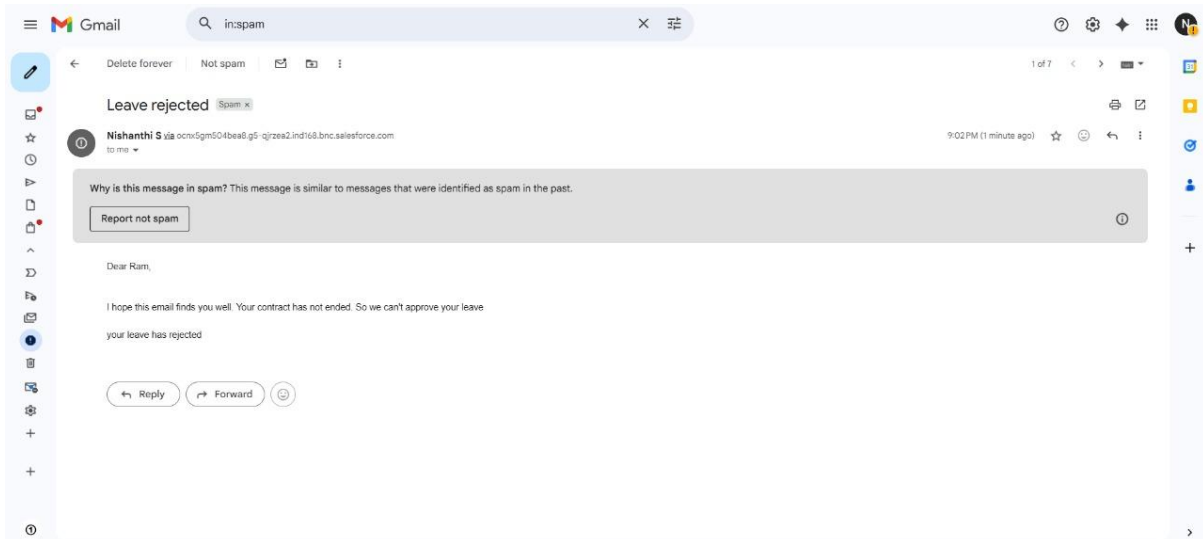 Gmail
in:spam
Delete forever Not spam
1 of 7
Leave rejected Spam ×
Nishanthi S via ocnx5gm504bea8.g5-qjrzea2.ind168.bnc.salesforce.com
9:02 PM (1 minute ago)
to me
Why is this message in spam? This message is similar to messages that were identified as spam in the past.
Report not spam
Dear Ram,
I hope this email finds you well. Your contract has not ended. So we can't approve your leave
your leave has rejected
Reply Forward